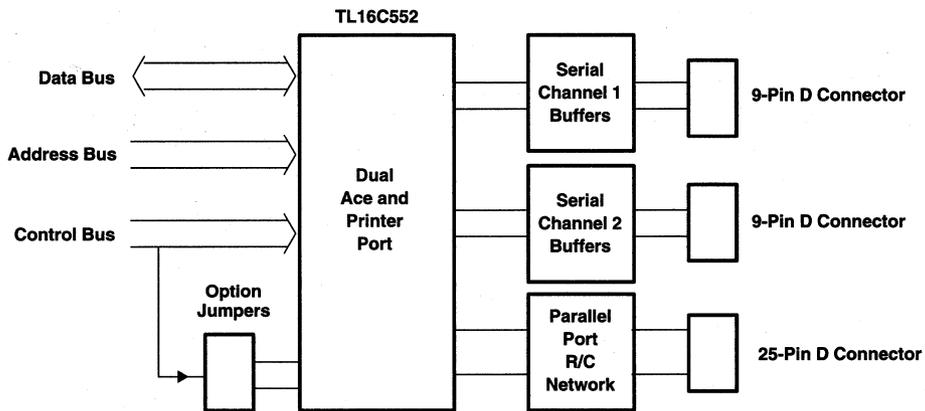 TL16C552
Data Bus
Address Bus
Control Bus
Option
Jumpers
Dual
Ace and
Printer
Port
Serial
Channel 1
Buffers
9-Pin D Connector
Serial
Channel 2
Buffers
9-Pin D Connector
Parallel
Port
R/C
Network
25-Pin D Connector